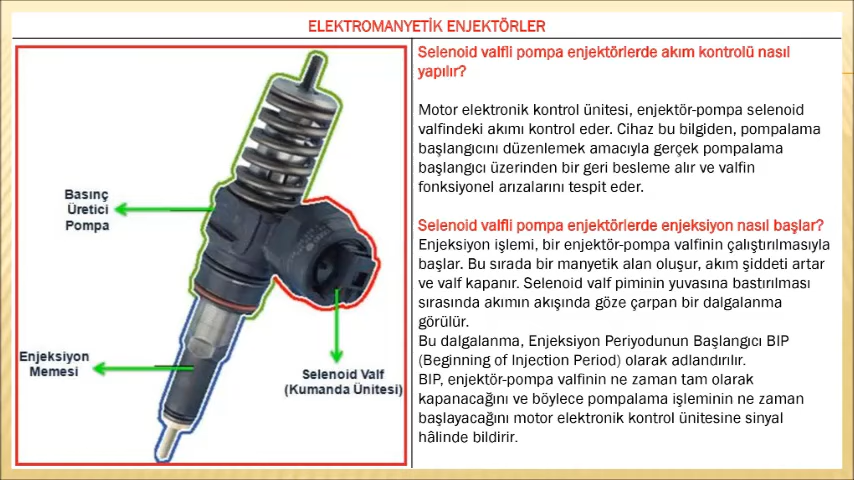 ELEKTROMANYETİK ENJEKTÖRLER
Basınç
Üretici
Pompa
Enjeksiyon
Memesi
Selenoid Valf
(Kumanda Ünitesi)
Selenoid valfli pompa enjektörlerde akım kontrolü nasıl
yapılır?
Motor elektronik kontrol ünitesi, enjektör-pompa selenoid
valfindeki akımı kontrol eder. Cihaz bu bilgiden, pompalama
başlangıcını düzenlemek amacıyla gerçek pompalama
başlangıcı üzerinden bir geri besleme alır ve valfin
fonksiyonel arızalarını tespit eder.
Selenoid valfli pompa enjektörlerde enjeksiyon nasıl başlar?
Enjeksiyon işlemi, bir enjektör-pompa valfinin çalıştırılmasıyla
başlar. Bu sırada bir manyetik alan oluşur, akım şiddeti artar
ve valf kapanır. Selenoid valf piminin yuvasına bastırılması
sırasında akımın akışında göze çarpan bir dalgalanma
görülür.
Bu dalgalanma, Enjeksiyon Periyodunun Başlangıcı BIP
(Beginning of Injection Period) olarak adlandırılır.
BIP, enjektör-pompa valfinin ne zaman tam olarak
kapanacağını ve böylece pompalama işleminin ne zaman
başlayacağını motor elektronik kontrol ünitesine sinyal
hâlinde bildirir.